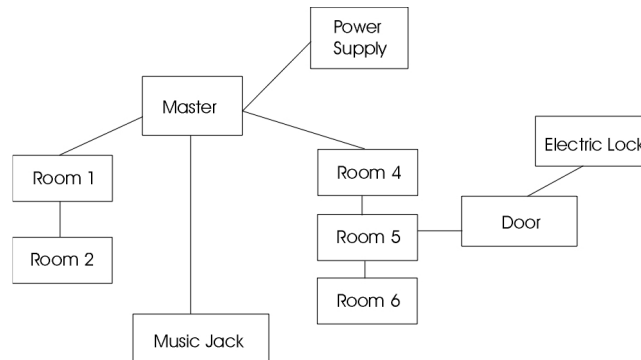 Power
Supply
Master
Electric Lock
Room 1
Room 4
Room 5
Door
Room 2
Room 6
Music Jack